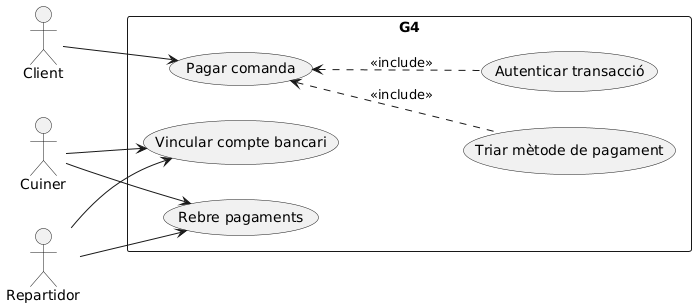 G4
Client
Pagar comanda
«include»
Autenticar transacció
«include»
Triar mètode de pagament
Cuiner
Vincular compte bancari
Rebre pagaments
Repartidor